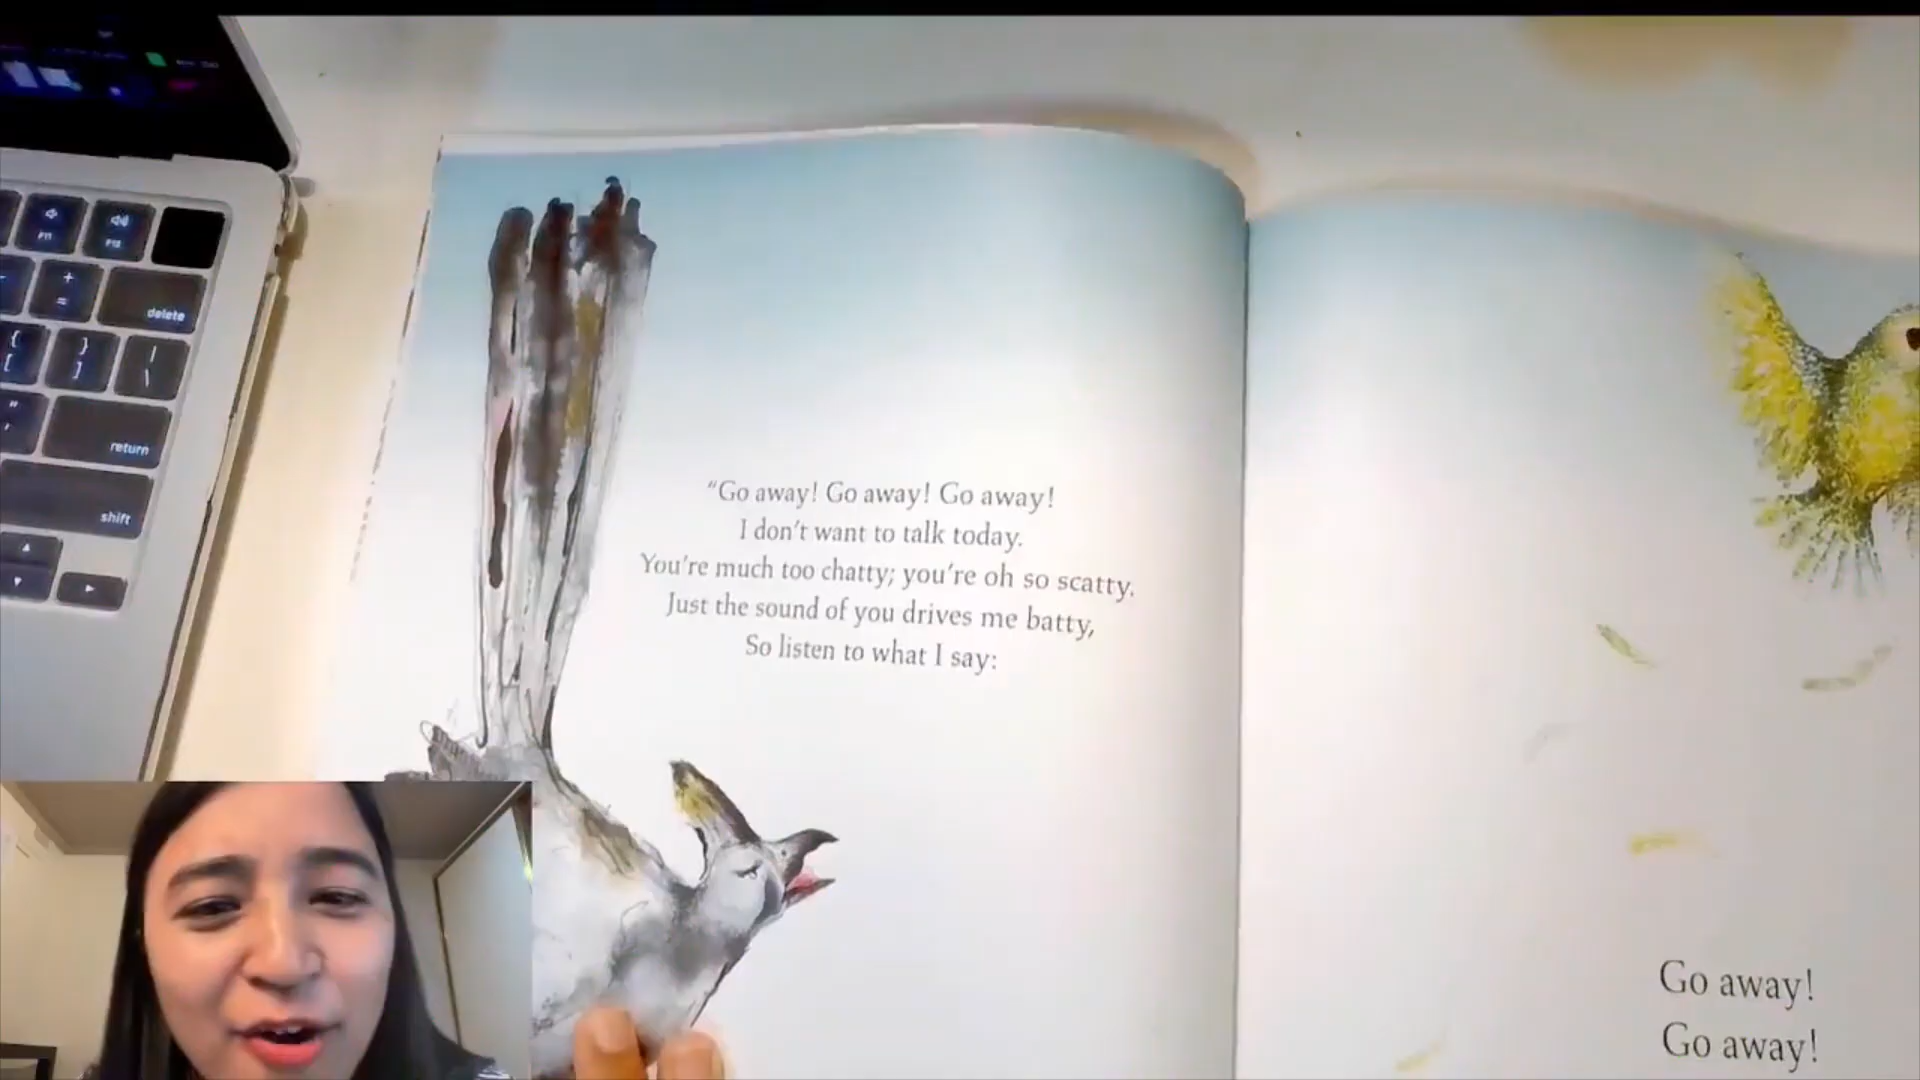 “Go away! Go away! Go away!
I don't want to talk today.
You're much too chatty; you're oh so scatty.
Just the sound of you drives me batty,
So listen to what I say:
Go away!
Go away!
F11
F12
+
=
delete
{
[
}
]
|
\
"
'
return
shift